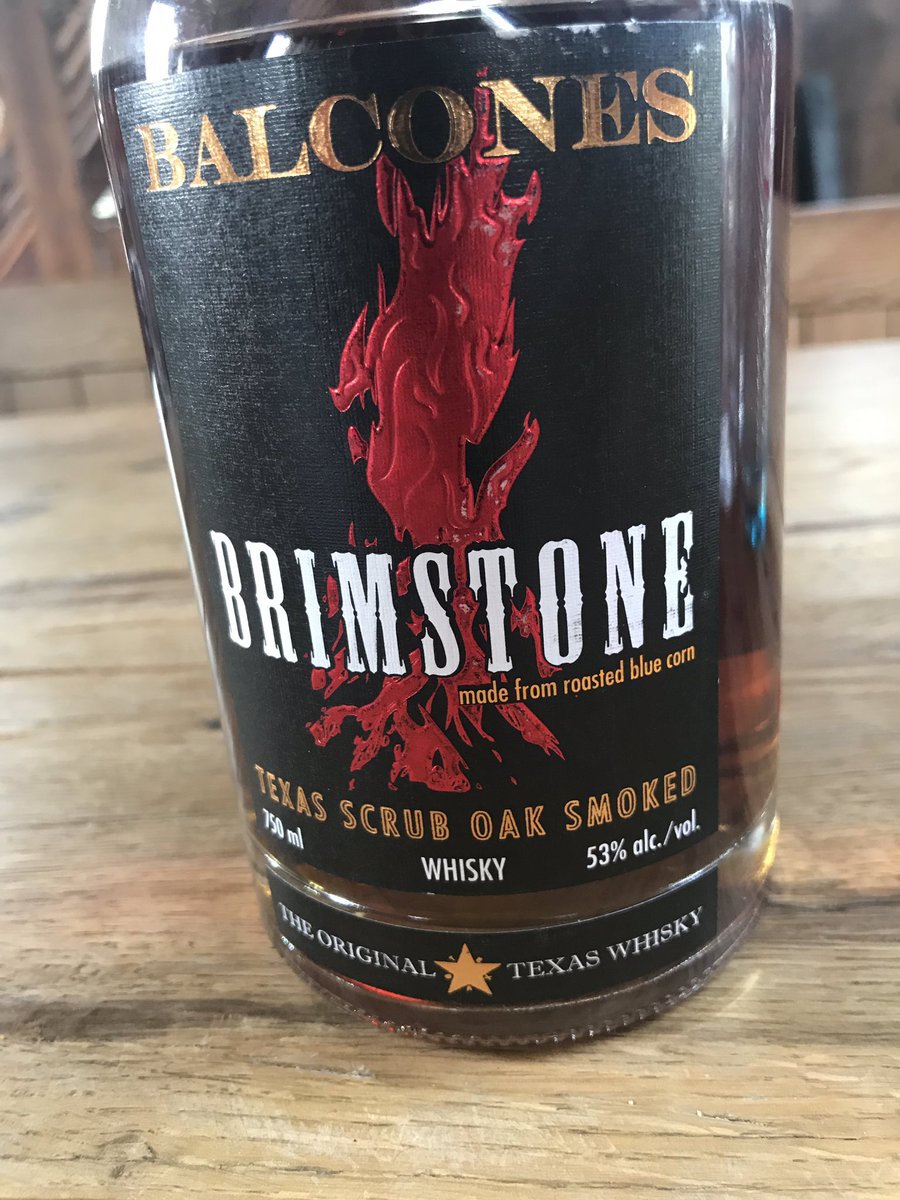 BALCONES
BRIMSTONE
made from roasted blue corn
TEXAS SCRUB OAK SMOKED
750 ml
WHISKY
53% alc./vol.
THE ORIGINAL TEXAS WHISKY